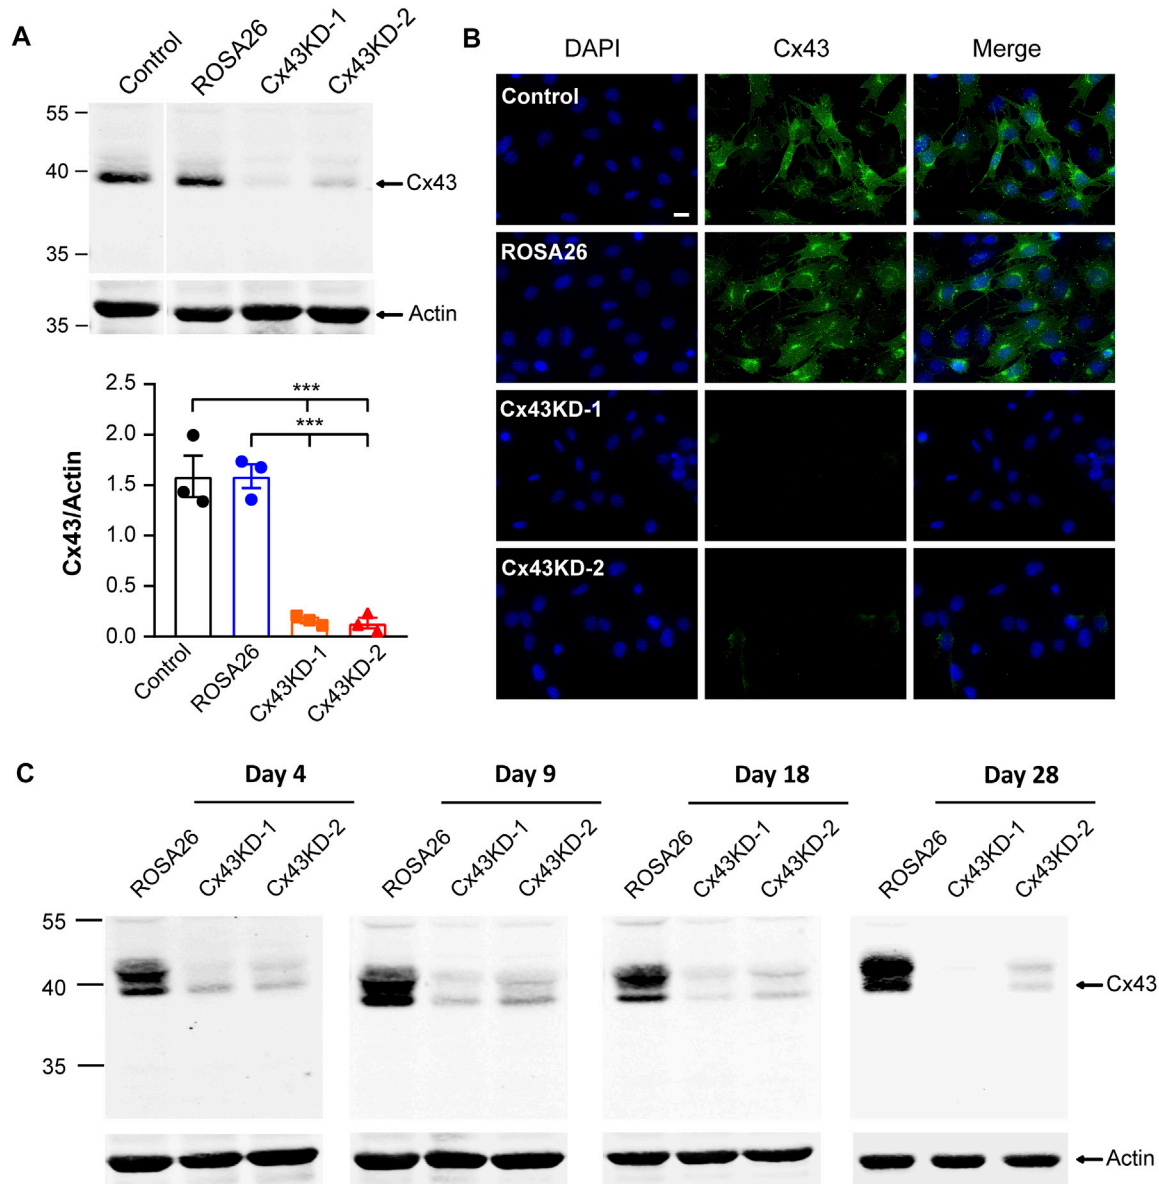 A
Control
ROSA26
Cx43KD-1
Cx43KD-2
55
40
Cx43
35
Actin
35
2.5
***
2.0
***
1.5
1.0
0.5
0.0
Cx43/Actin
Control
ROSA26
Cx43KD-1
Cx43KD-2
B
DAPI Cx43 Merge
Control
ROSA26
Cx43KD-1
Cx43KD-2
C
Day 4 Day 9 Day 18 Day 28
ROSA26 Cx43KD-1 Cx43KD-2 ROSA26 Cx43KD-1 Cx43KD-2 ROSA26 Cx43KD-1 Cx43KD-2 ROSA26 Cx43KD-1 Cx43KD-2
55
40
Cx43
35
Actin